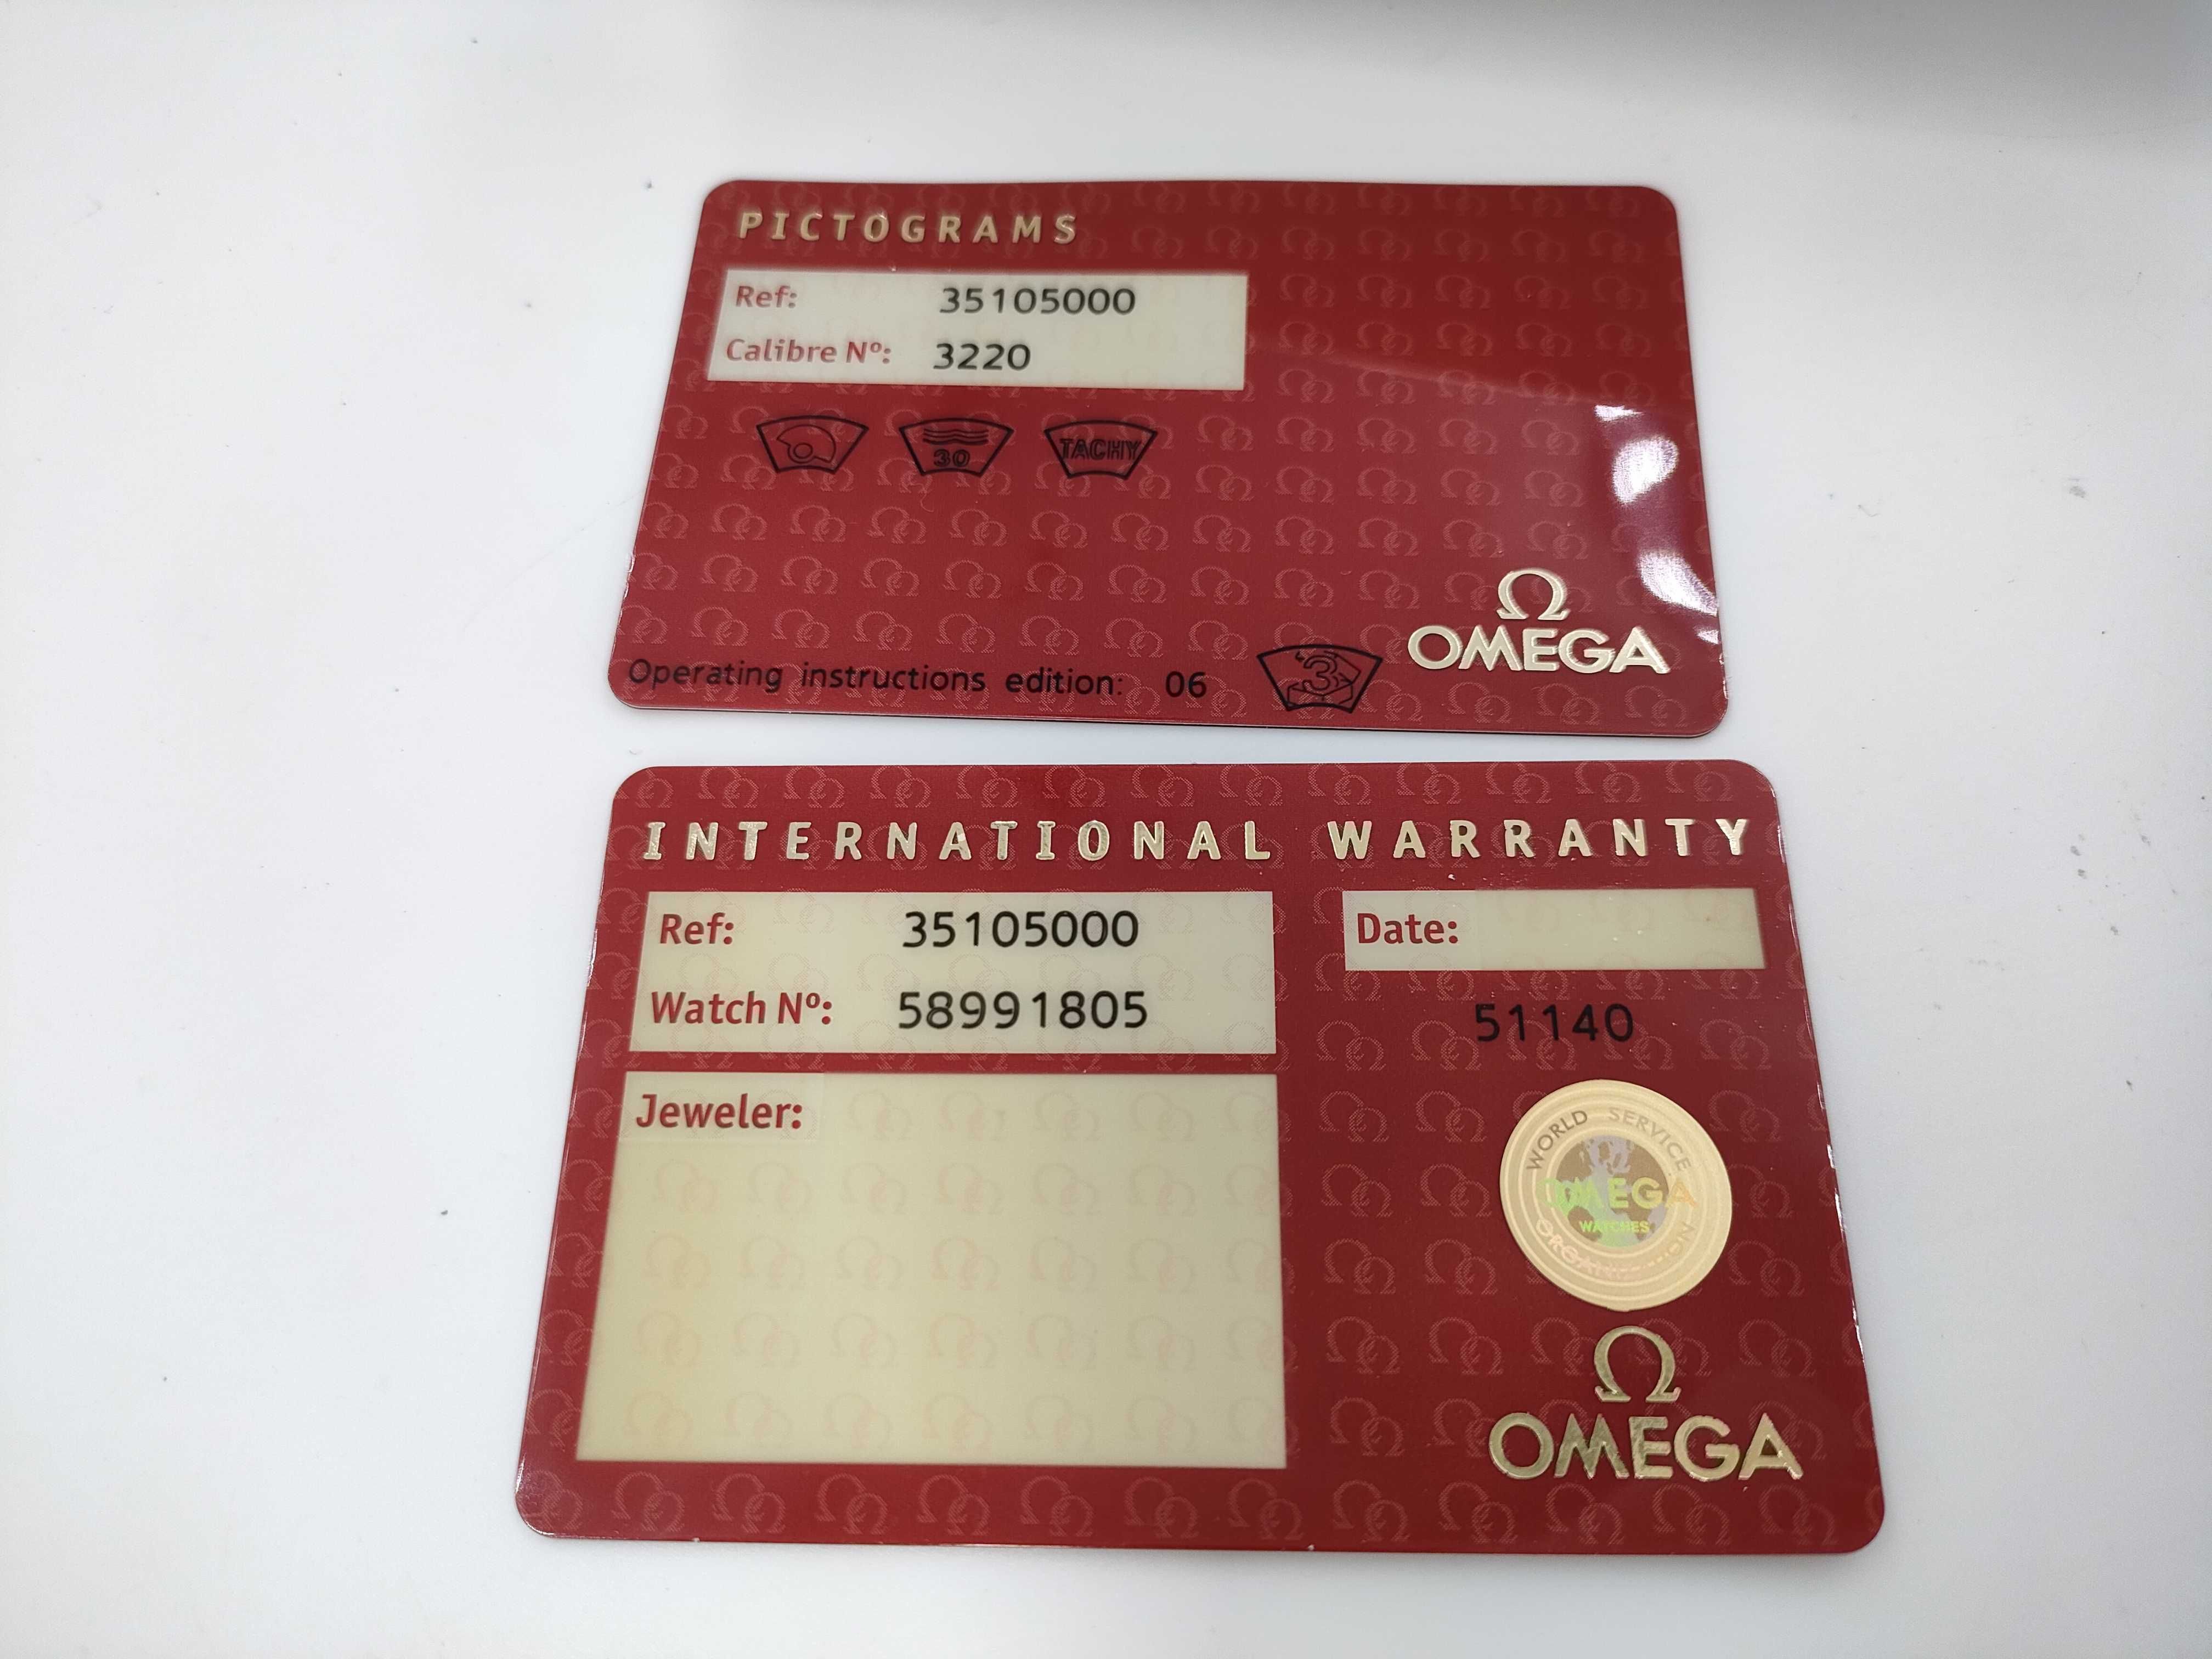 PICTOGRAMS
Ref: 35105000
Calibre Nº: 3220
30
TACHY
Operating instructions edition: 06
3
Ω
OMEGA
INTERNATIONAL WARRANTY
Ref: 35105000
Date:
Watch Nº: 58991805
51140
Jeweler:
WORLD SERVICE
OMEGA
WATCHES
ORGANIZATION
Ω
OMEGA